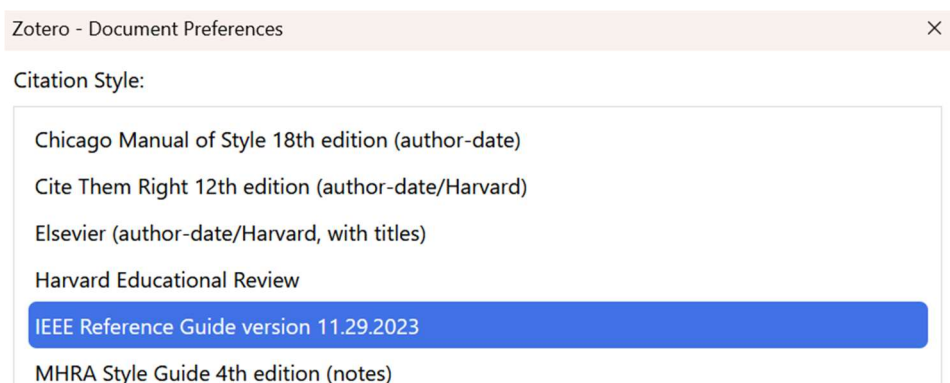 Zotero - Document Preferences
Citation Style:
Chicago Manual of Style 18th edition (author-date)
Cite Them Right 12th edition (author-date/Harvard)
Elsevier (author-date/Harvard, with titles)
Harvard Educational Review
IEEE Reference Guide version 11.29.2023
MHRA Style Guide 4th edition (notes)